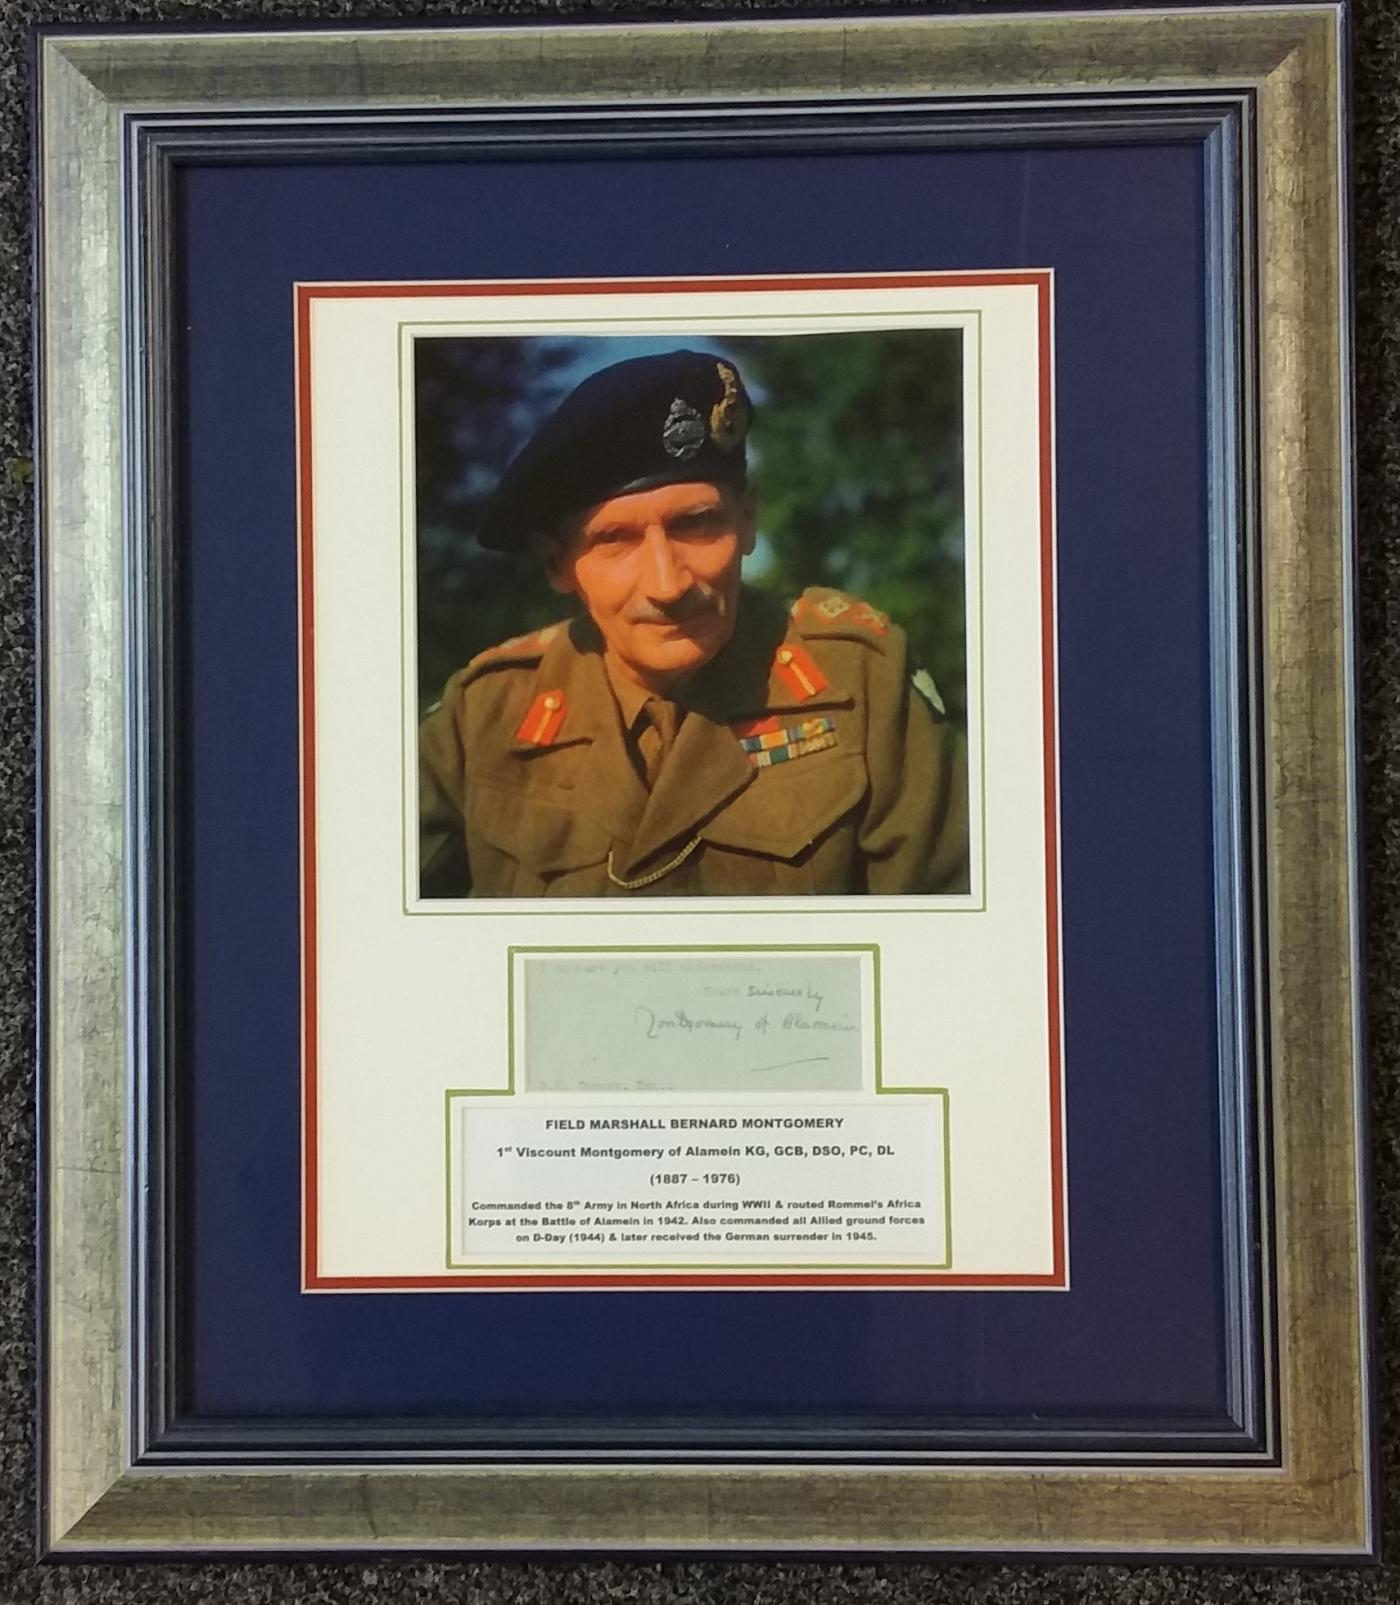 I am sure you will understand.
Yours sincerely
Montgomery of Alamein
FIELD MARSHALL BERNARD MONTGOMERY
1st Viscount Montgomery of Alamein KG, GCB, DSO, PC, DL
(1887 – 1976)
Commanded the 8th Army in North Africa during WWII & routed Rommel's Africa
Korps at the Battle of Alamein in 1942. Also commanded all Allied ground forces
on D-Day (1944) & later received the German surrender in 1945.